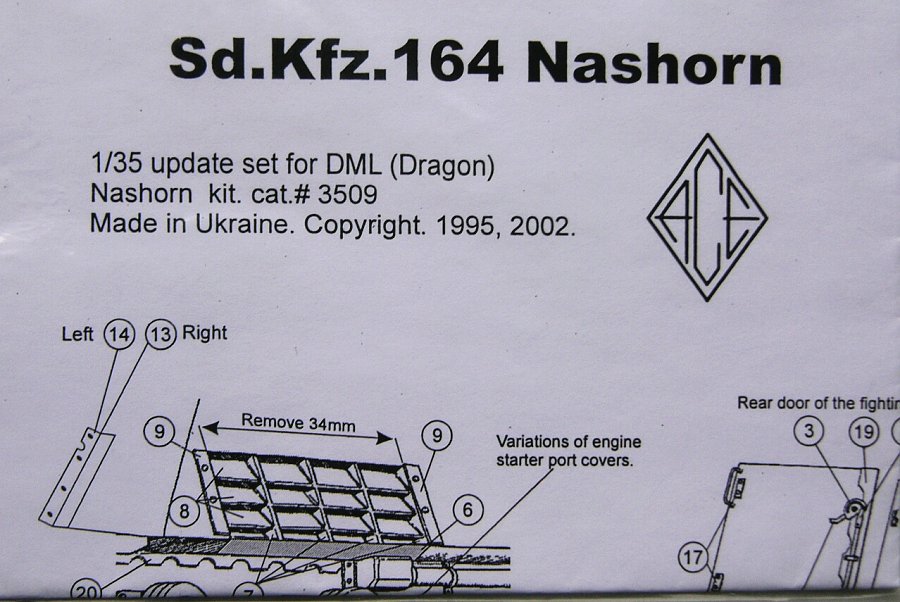 Sd.Kfz.164 Nashorn
1/35 update set for DML (Dragon)
Nashorn kit. cat.# 3509
Made in Ukraine. Copyright. 1995, 2002.
ACE
Left 14 13 Right
Remove 34mm
9
9
8
6
7
20
Variations of engine
starter port covers.
Rear door of the fightin
3
19
17